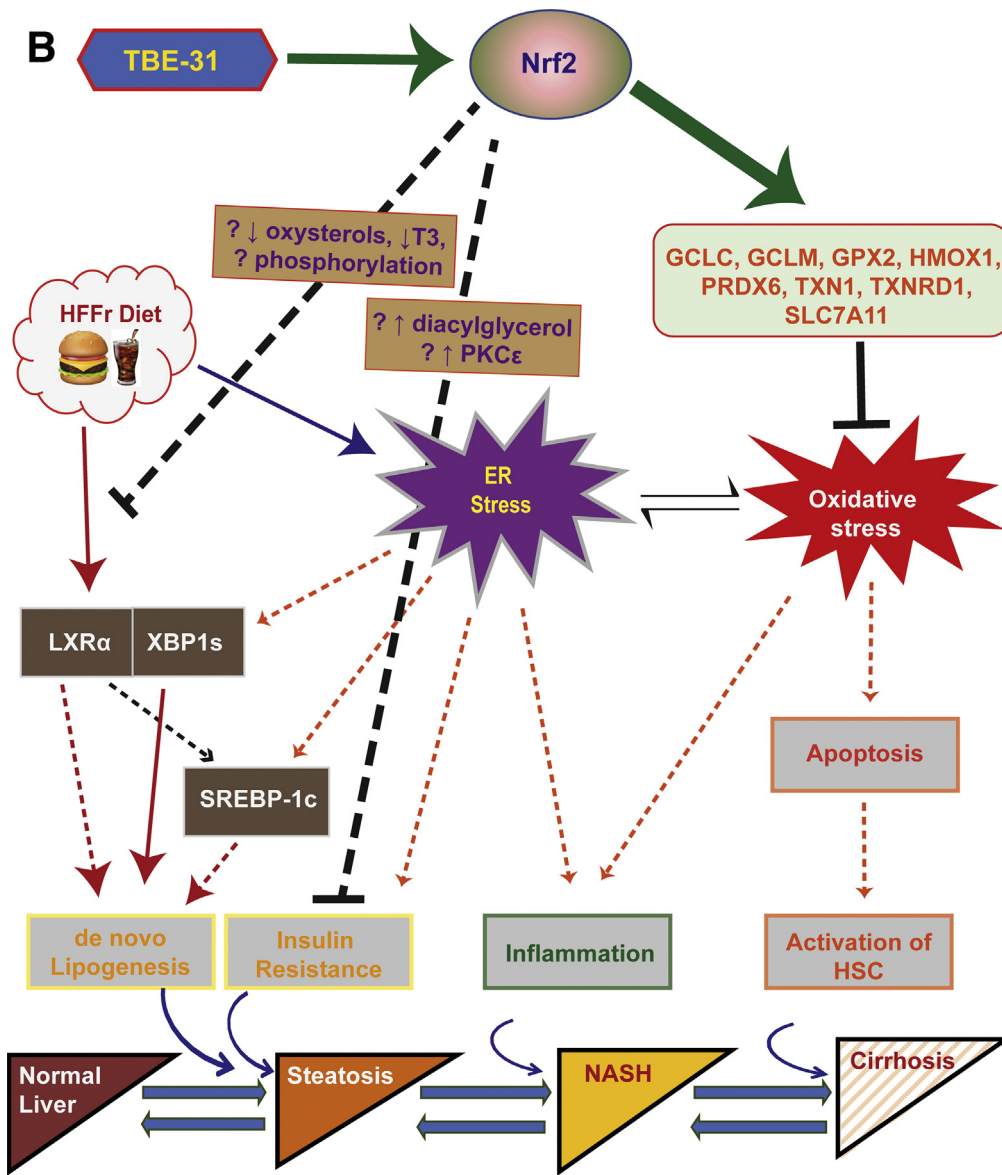 B
TBE-31
Nrf2
? ↓ oxysterols, ↓T3,
? phosphorylation
GCLC, GCLM, GPX2, HMOX1,
PRDX6, TXN1, TXNRD1,
SLC7A11
HFFr Diet
? ↑ diacylglycerol
? ↑ PKCε
ER
Stress
Oxidative
stress
LXRα
XBP1s
SREBP-1c
Apoptosis
de novo
Lipogenesis
Insulin
Resistance
Inflammation
Activation of
HSC
Normal
Liver
Steatosis
NASH
Cirrhosis